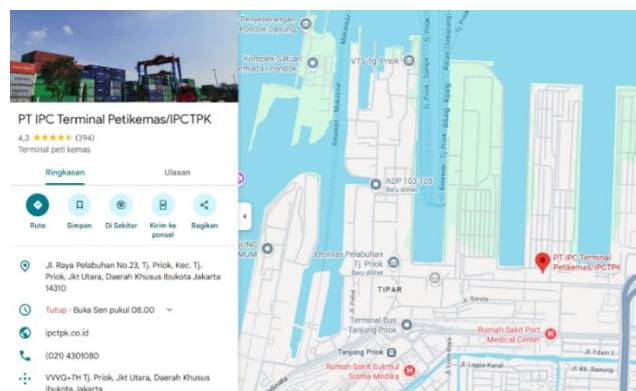 PT IPC Terminal Petikemas/IPCTPK
4,3 (394)
Terminal peti kemas
Ringkasan
Ulasan
Rute
Simpan
Di Sekitar
Kirim ke
ponsel
Bagikan
Jl. Raya Pelabuhan No.23, Tj. Priok, Kec. Tj.
Priok, Jkt Utara, Daerah Khusus Ibukota Jakarta
14310
Tutup · Buka Sen pukul 08.00
ipctpk.co.id
(021) 4301080
VVVQ+7H Tj. Priok, Jkt Utara, Daerah Khusus
Ibukota Jakarta
Penyeberangan
Pondok Dayung
Komplek Satuan
Armada I Pondok
VTS Tg. Priok
ADP 103-105
Baru dilihat
Otoritas Pelabuhan
Tj. Priok
Baru dilihat
TIPAR
PT IPC Terminal
Petikemas/IPCTPK
Terminal Bus
Tanjung Priok
Rumah Sakit Port
Medical Center
Tanjung Priok
Rumah Sakit Sukmul
Sisma Medika
Jl. Lagoa Kanal